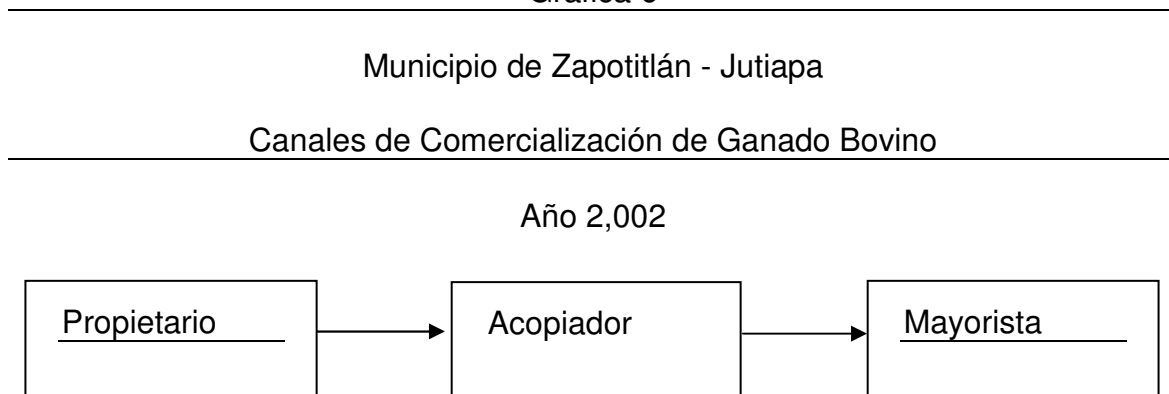 Municipio de Zapotitlán - Jutiapa
Canales de Comercialización de Ganado Bovino
Año 2,002
Propietario Acopiador Mayorista